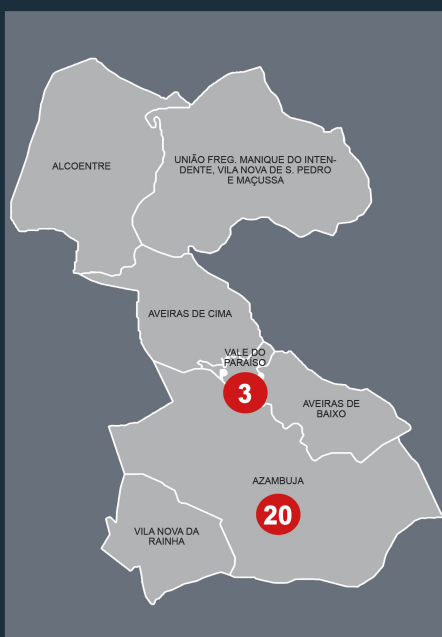 ALCOENTRE
UNIÃO FREG. MANIQUE DO INTEN-
DENTE, VILA NOVA DE S. PEDRO
E MAÇUSSA
AVEIRAS DE CIMA
VALE DO
PARAÍSO
3
AVEIRAS DE
BAIXO
AZAMBUJA
20
VILA NOVA DA
RAINHA